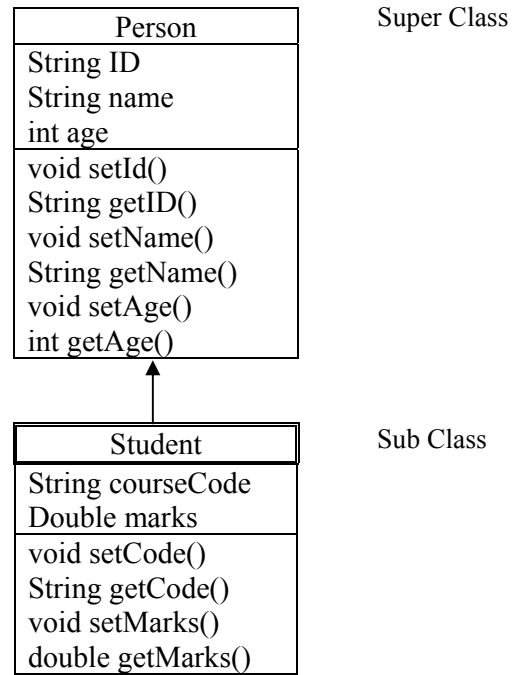 Person
Super Class
String ID
String name
int age
void setId()
String getID()
void setName()
String getName()
void setAge()
int getAge()
Student
Sub Class
String courseCode
Double marks
void setCode()
String getCode()
void setMarks()
double getMarks()